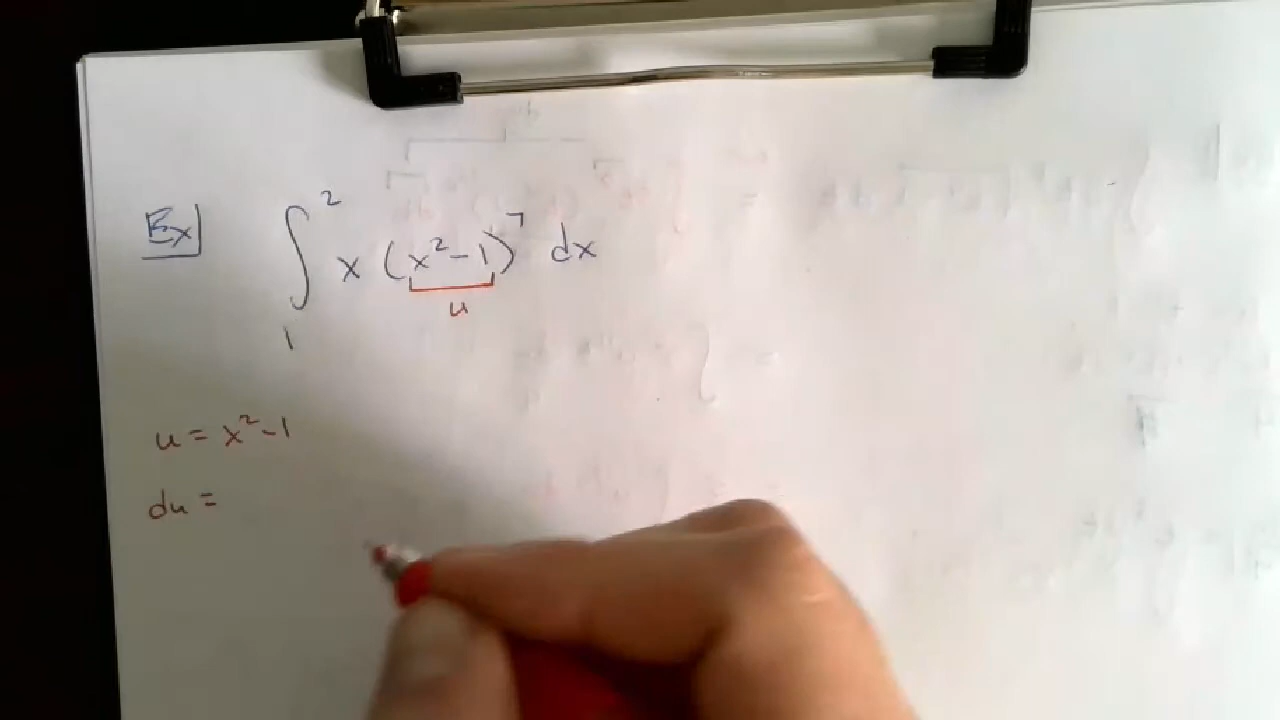 Ex ∫₁² x (x²-1)⁷ dx
u
u = x²-1
du =